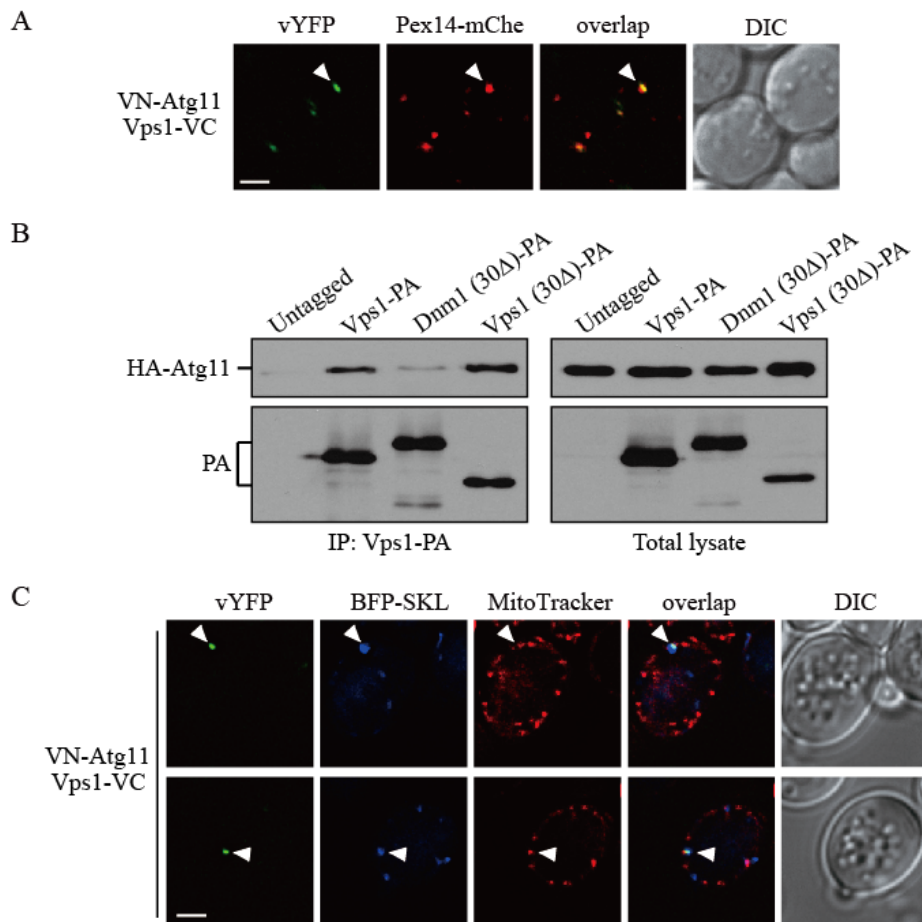 A
vYFP Pex14-mChe overlap DIC
VN-Atg11
Vps1-VC
B
Untagged Vps1-PA Dnm1 (30Δ)-PA Vps1 (30Δ)-PA Untagged Vps1-PA Dnm1 (30Δ)-PA Vps1 (30Δ)-PA
HA-Atg11
PA
IP: Vps1-PA Total lysate
C
vYFP BFP-SKL MitoTracker overlap DIC
VN-Atg11
Vps1-VC